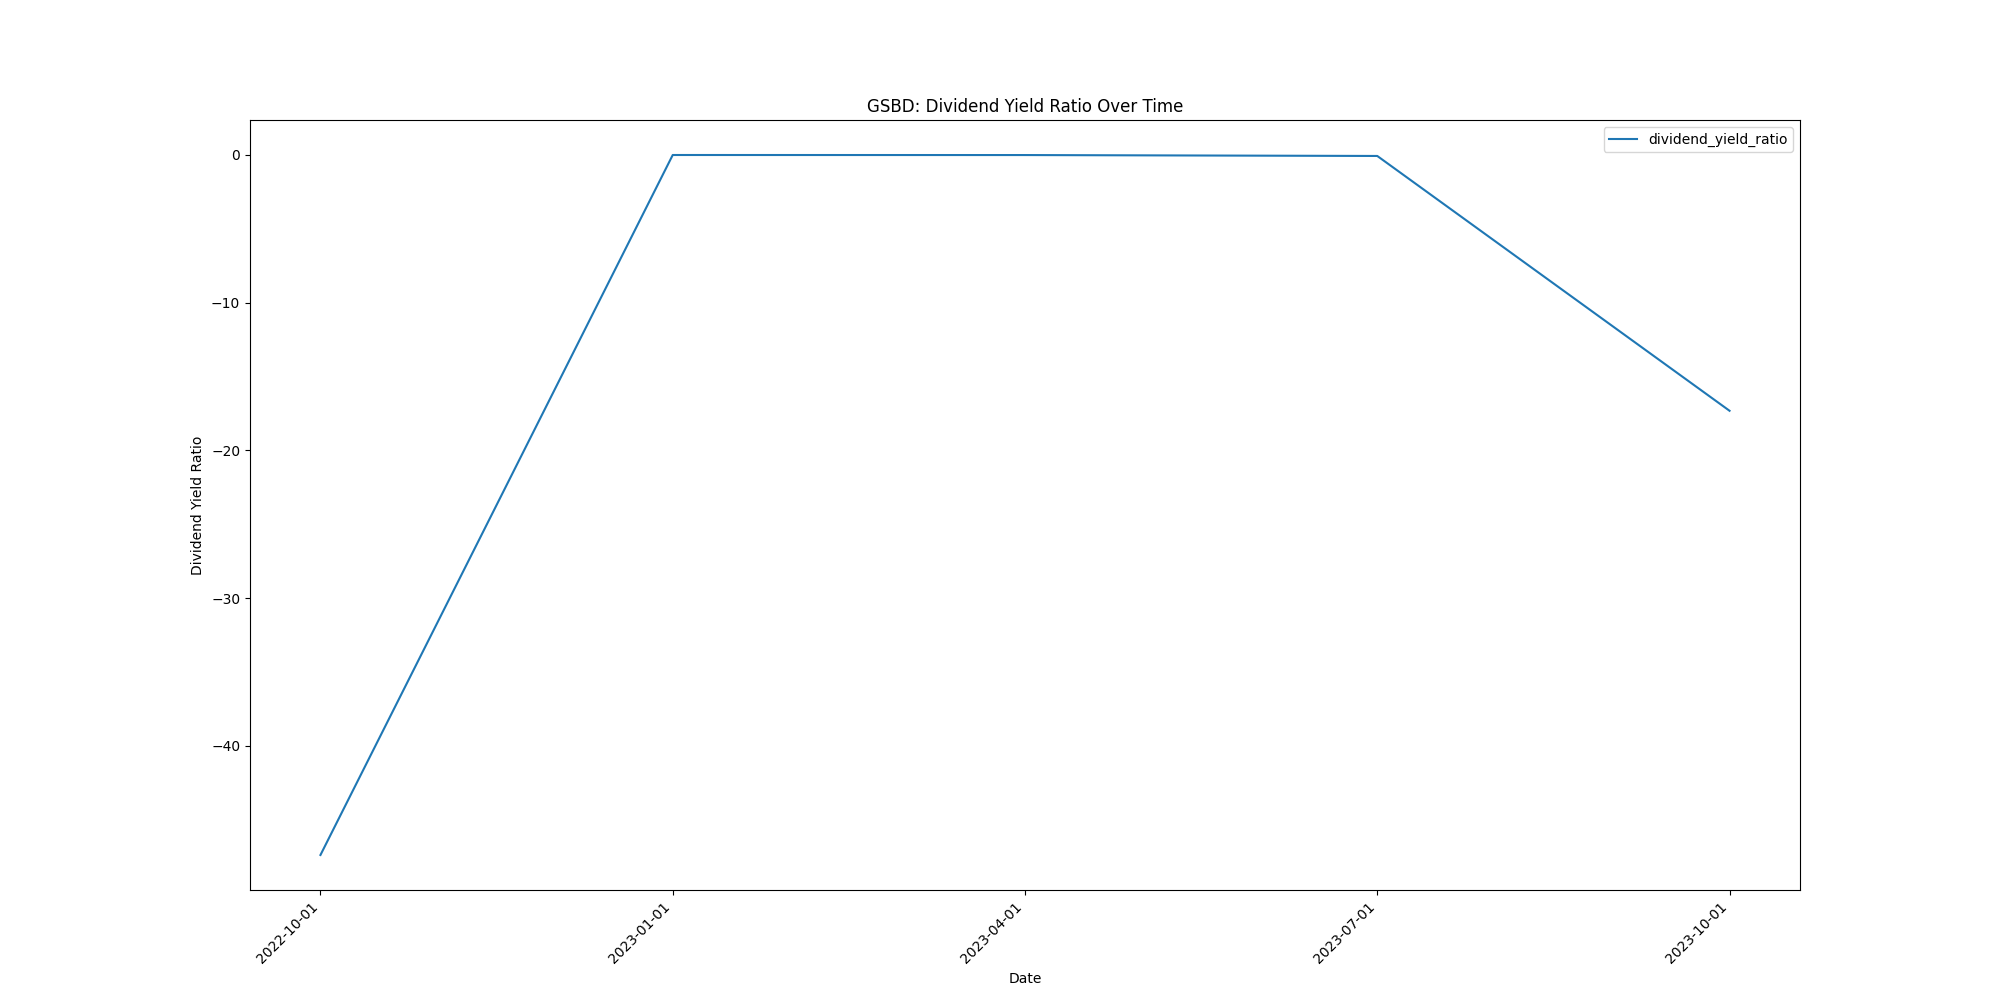 GSBD: Dividend Yield Ratio Over Time
dividend_yield_ratio
0
−10
−20
−30
−40
Dividend Yield Ratio
2022-10-01
2023-01-01
2023-04-01
2023-07-01
2023-10-01
Date